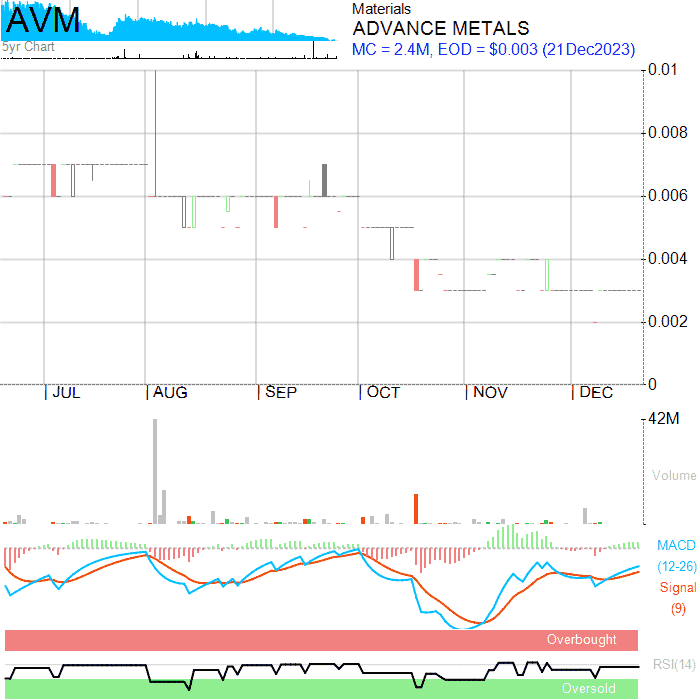 AVM
5yr Chart
Materials
ADVANCE METALS
MC = 2.4M, EOD = $0.003 (21Dec2023)
0.01
0.008
0.006
0.004
0.002
0
JUL
AUG
SEP
OCT
NOV
DEC
42M
Volume
MACD
(12-26)
Signal
(9)
Overbought
RSI(14)
Oversold